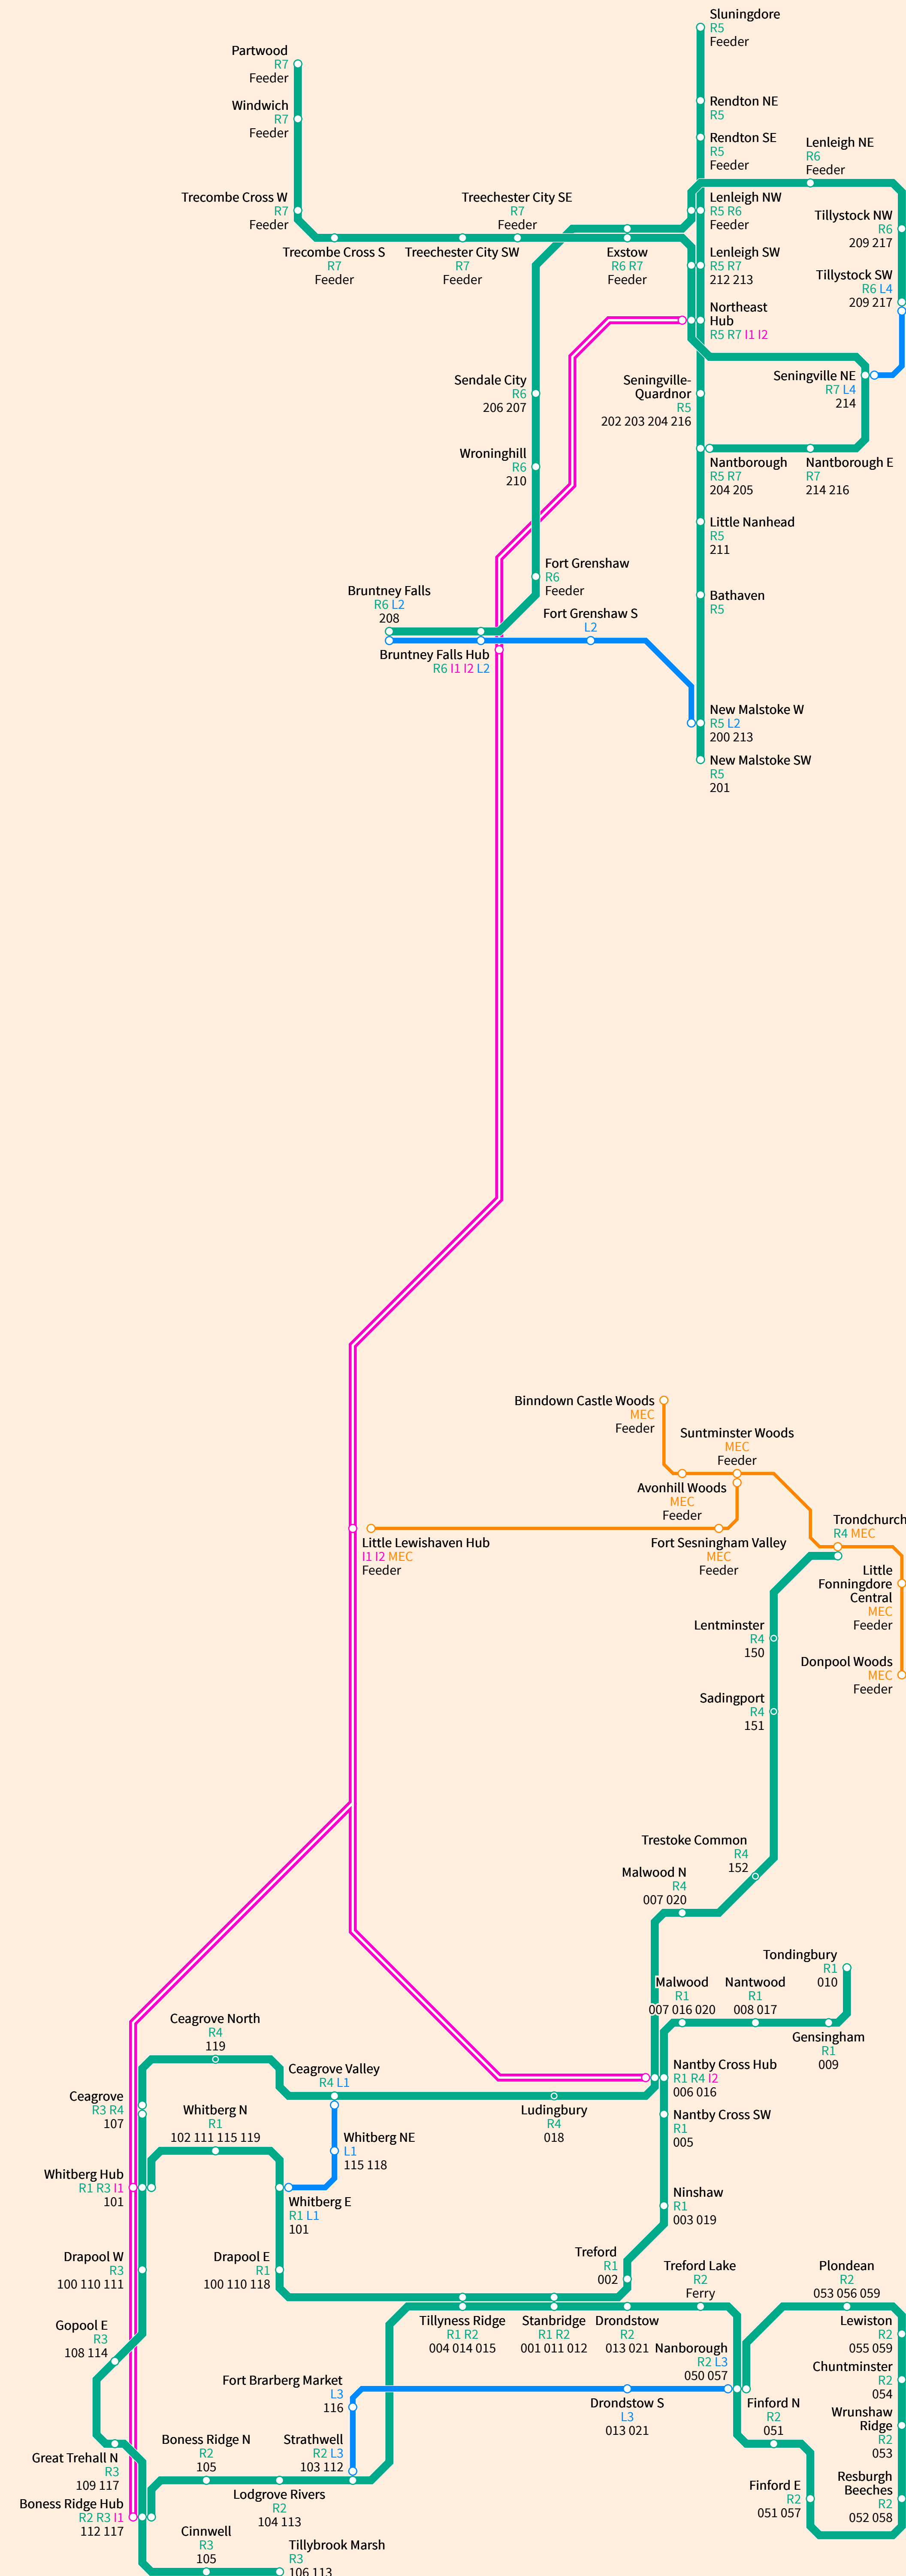 Sluningdore
R5
Feeder
Partwood
R7
Feeder
Rendton NE
R5
Windwich
R7
Feeder
Rendton SE
R5
Feeder
Lenleigh NE
R6
Feeder
Trecombe Cross W
R7
Feeder
Treechester City SE
R7
Feeder
Lenleigh NW
R5 R6
Feeder
Tillystock NW
R6
209 217
Trecombe Cross S
R7
Feeder
Treechester City SW
R7
Feeder
Exstow
R6 R7
Feeder
Lenleigh SW
R5 R7
212 213
Tillystock SW
R6 L4
209 217
Northeast
Hub
R5 R7 I1 I2
Seningville NE
R7 L4
214
Sendale City
R6
206 207
Seningville-
Quardnor
R5
202 203 204 216
Wroninghill
R6
210
Nantborough
R5 R7
204 205
Nantborough E
R7
214 216
Little Nanhead
R5
211
Fort Grenshaw
R6
Feeder
Bathaven
R5
Bruntney Falls
R6 L2
208
Fort Grenshaw S
L2
Bruntney Falls Hub
R6 I1 I2 L2
New Malstoke W
R5 L2
200 213
New Malstoke SW
R5
201
Binndown Castle Woods
MEC
Feeder
Suntminster Woods
MEC
Feeder
Avonhill Woods
MEC
Feeder
Trondchurch
R4 MEC
Little Lewishaven Hub
I1 I2 MEC
Feeder
Fort Sesningham Valley
MEC
Feeder
Little
Fonningdore
Central
MEC
Feeder
Lentminster
R4
150
Donpool Woods
MEC
Feeder
Sadingport
R4
151
Trestoke Common
R4
152
Malwood N
R4
007 020
Tondingbury
R1
010
Malwood
R1
007 016 020
Nantwood
R1
008 017
Gensingham
R1
009
Ceagrove North
R4
119
Ceagrove Valley
R4 L1
Nantby Cross Hub
R1 R4 I2
006 016
Ceagrove
R3 R4
107
Whitberg N
R1
102 111 115 119
Ludingbury
R4
018
Nantby Cross SW
R1
005
Whitberg NE
L1
115 118
Whitberg Hub
R1 R3 I1
101
Whitberg E
R1 L1
101
Ninshaw
R1
003 019
Drapool W
R3
100 110 111
Drapool E
R1
100 110 118
Treford
R1
002
Treford Lake
R2
Ferry
Plondean
R2
053 056 059
Gopool E
R3
108 114
Tillyness Ridge
R1 R2
004 014 015
Stanbridge
R1 R2
001 011 012
Drondstow
R2
013 021
Lewiston
R2
055 059
Nanborough
R2 L3
050 057
Fort Brarberg Market
L3
116
Chuntminster
R2
054
Drondstow S
L3
013 021
Finford N
R2
051
Wrunshaw
Ridge
R2
053
Great Trehall N
R3
109 117
Boness Ridge N
R2
105
Strathwell
R2 L3
103 112
Lodgrove Rivers
R2
104 113
Finford E
R2
051 057
Resburgh
Beeches
R2
052 058
Boness Ridge Hub
R2 R3 I1
112 117
Cinnwell
R3
105
Tillybrook Marsh
R3
106 113